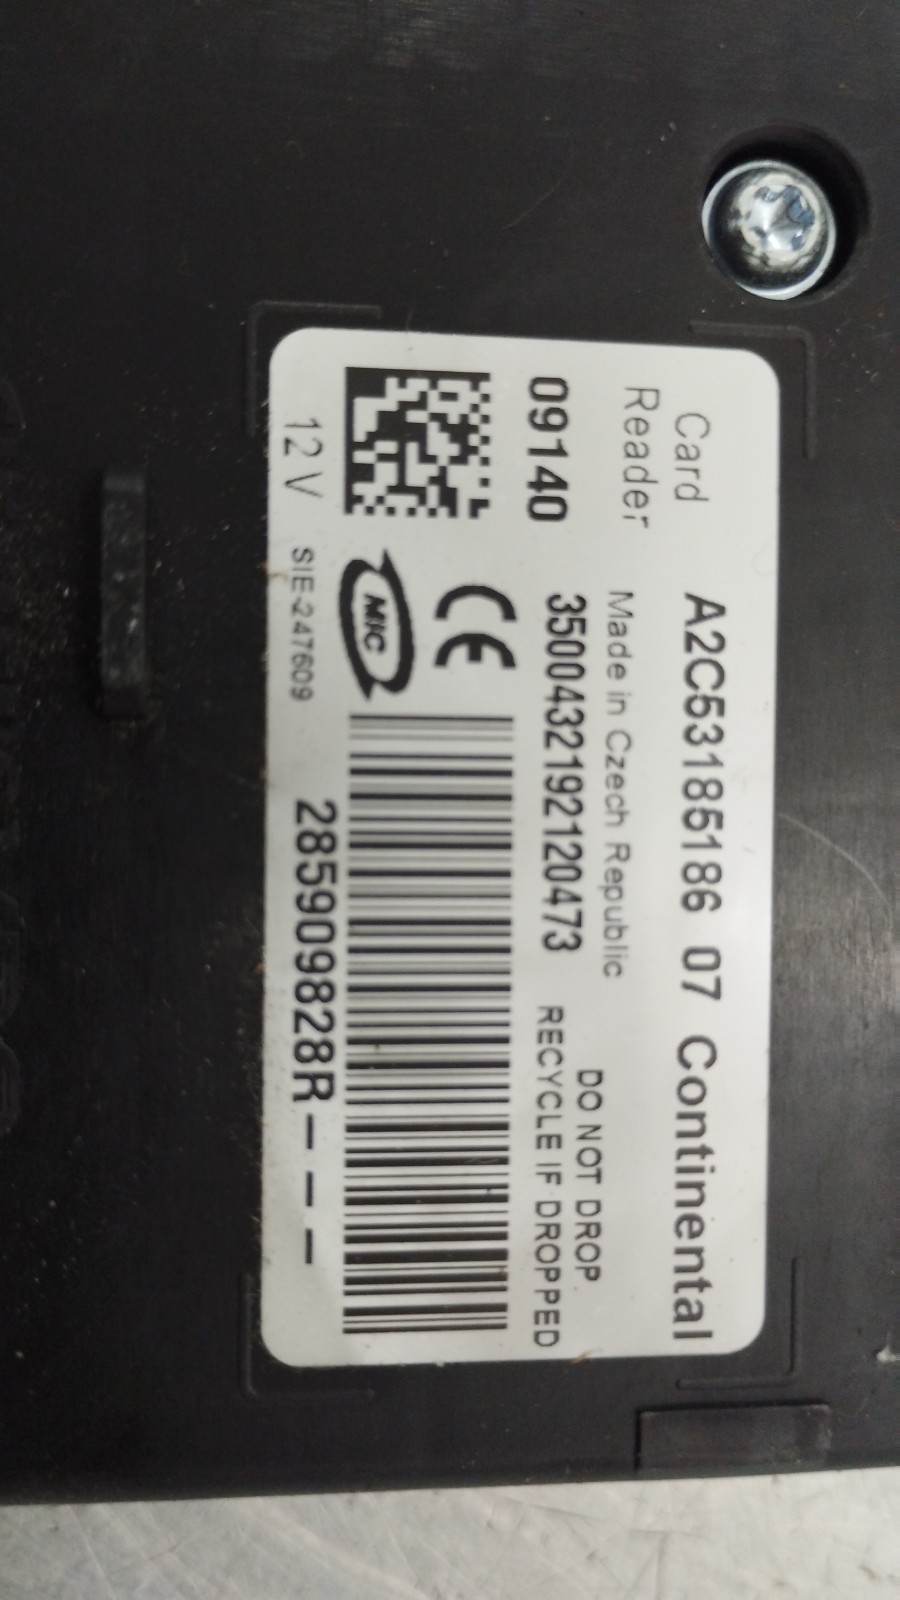 Card Reader
A2C53185186 07 Continental
Made in Czech Republic
DO NOT DROP
RECYCLE IF DROPPED
09140
3500432192120473
CE
MIC
12 V
SIE-247609
285909828R---